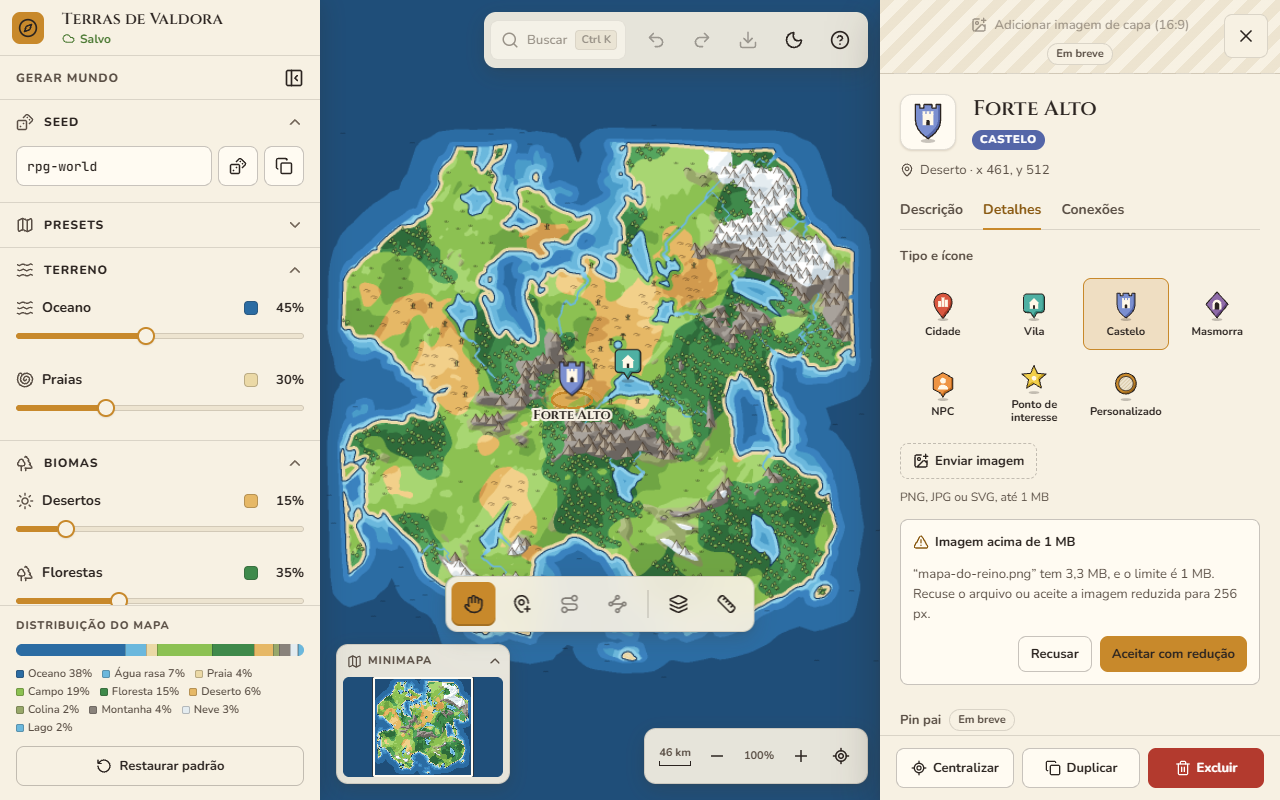 Terras de Valdora
Salvo
GERAR MUNDO
SEED
rpg-world
PRESETS
TERRENO
Oceano 45%
Praias 30%
BIOMAS
Desertos 15%
Florestas 35%
DISTRIBUIÇÃO DO MAPA
Oceano 38% Água rasa 7% Praia 4%
Campo 19% Floresta 15% Deserto 6%
Colina 2% Montanha 4% Neve 3%
Lago 2%
Restaurar padrão
Buscar Ctrl K
Forte Alto
MINIMAPA
46 km 100%
Adicionar imagem de capa (16:9)
Em breve
Forte Alto
CASTELO
Deserto · x 461, y 512
Descrição Detalhes Conexões
Tipo e ícone
Cidade Vila Castelo Masmorra
NPC Ponto de interesse Personalizado
Enviar imagem
PNG, JPG ou SVG, até 1 MB
Imagem acima de 1 MB
“mapa-do-reino.png” tem 3,3 MB, e o limite é 1 MB.
Recuse o arquivo ou aceite a imagem reduzida para 256
px.
Recusar Aceitar com redução
Pin pai Em breve
Centralizar Duplicar Excluir